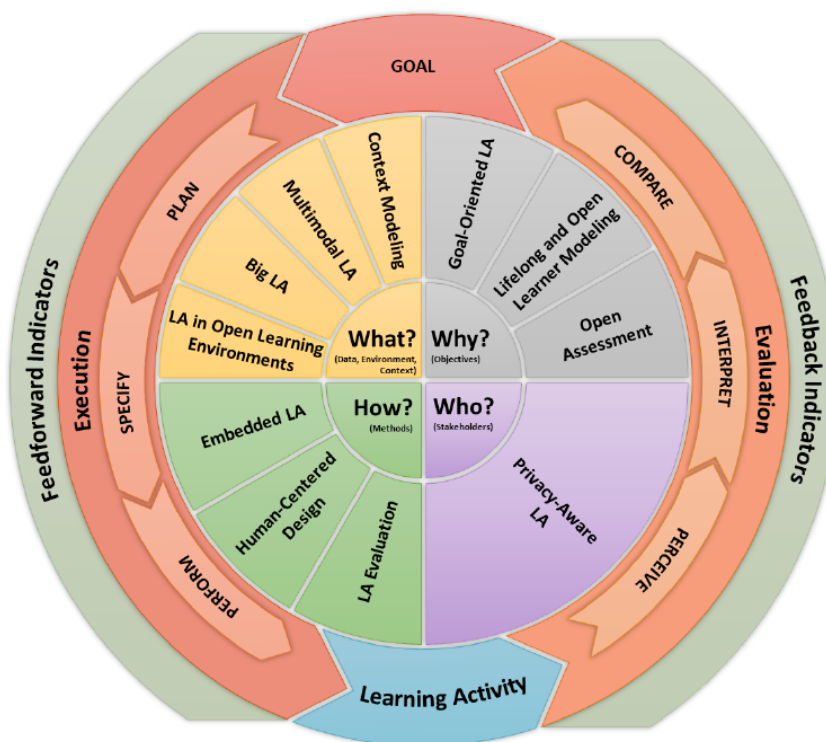 GOAL
Feedforward Indicators
Execution
PLAN
SPECIFY
PERFORM
Context Modeling
Multimodal LA
Big LA
LA in Open Learning
Environments
What?
(Data, Environment,
Context)
Goal-Oriented LA
Lifelong and Open
Learner Modeling
Open
Assessment
Why?
(Objectives)
Embedded LA
Human-Centered
Design
LA Evaluation
How?
(Methods)
Who?
(Stakeholders)
Privacy-Aware
LA
COMPARE
INTERPRET
PERCEIVE
Evaluation
Feedback Indicators
Learning Activity